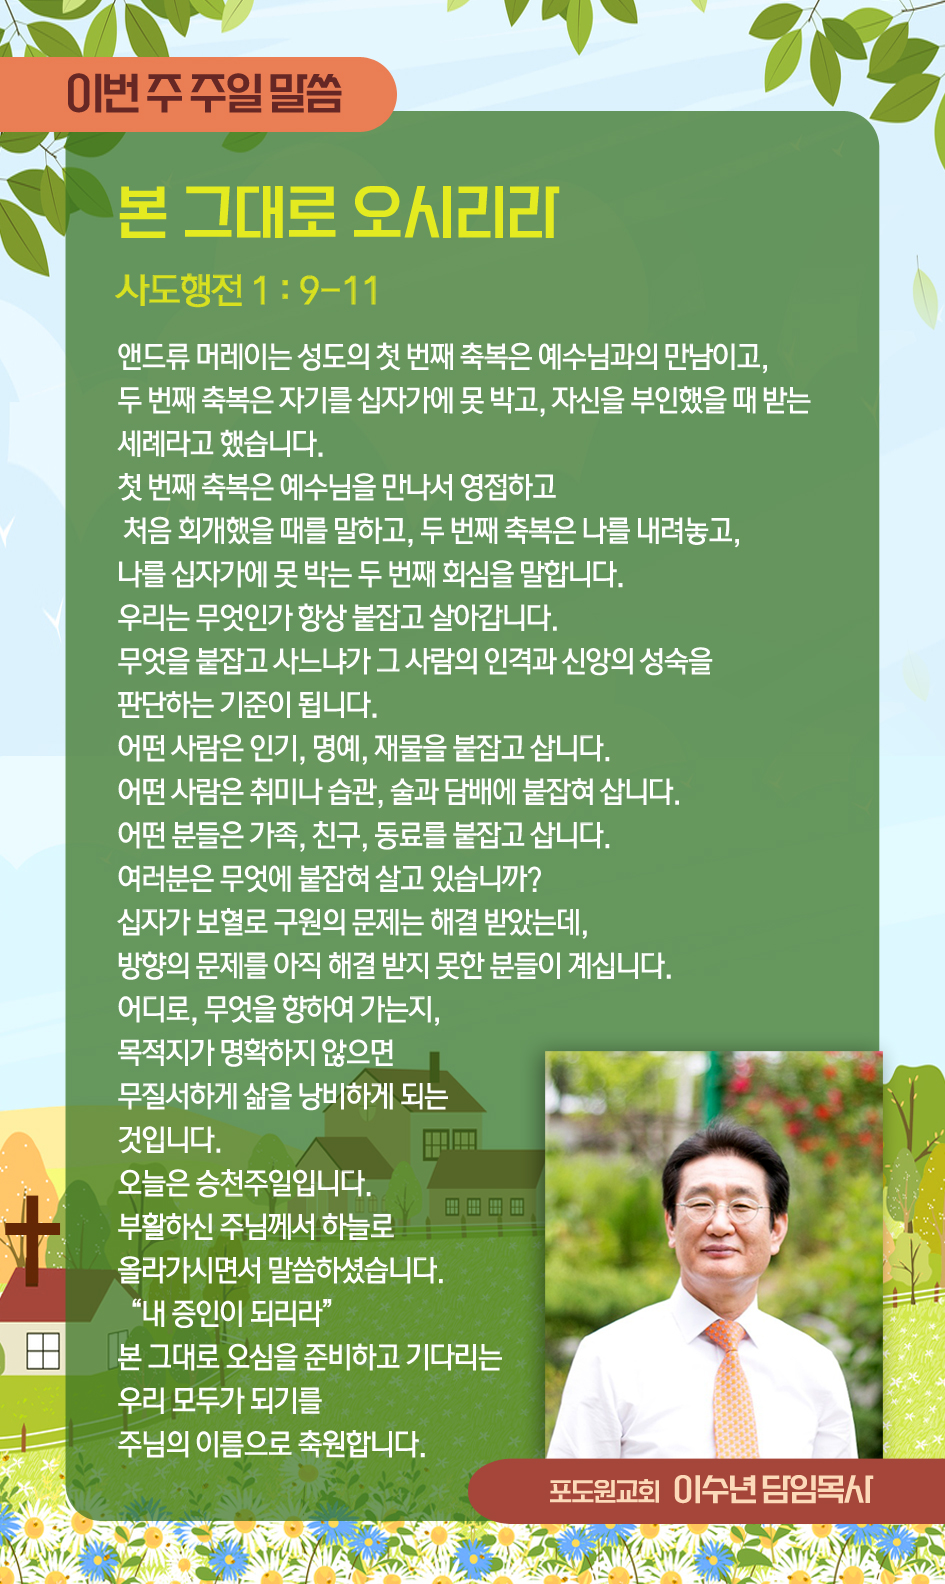 이번 주 주일 말씀
본 그대로 오시리라
사도행전 1 : 9-11
앤드류 머레이는 성도의 첫 번째 축복은 예수님과의 만남이고,
두 번째 축복은 자기를 십자가에 못 박고, 자신을 부인했을 때 받는
세례라고 했습니다.
첫 번째 축복은 예수님을 만나서 영접하고
처음 회개했을 때를 말하고, 두 번째 축복은 나를 내려놓고,
나를 십자가에 못 박는 두 번째 회심을 말합니다.
우리는 무엇인가 항상 붙잡고 살아갑니다.
무엇을 붙잡고 사느냐가 그 사람의 인격과 신앙의 성숙을
판단하는 기준이 됩니다.
어떤 사람은 인기, 명예, 재물을 붙잡고 삽니다.
어떤 사람은 취미나 습관, 술과 담배에 붙잡혀 삽니다.
어떤 분들은 가족, 친구, 동료를 붙잡고 삽니다.
여러분은 무엇에 붙잡혀 살고 있습니까?
십자가 보혈로 구원의 문제는 해결 받았는데,
방향의 문제를 아직 해결 받지 못한 분들이 계십니다.
어디로, 무엇을 향하여 가는지,
목적지가 명확하지 않으면
무질서하게 삶을 낭비하게 되는
것입니다.
오늘은 승천주일입니다.
부활하신 주님께서 하늘로
올라가시면서 말씀하셨습니다.
“내 증인이 되리라”
본 그대로 오심을 준비하고 기다리는
우리 모두가 되기를
주님의 이름으로 축원합니다.
포도원교회 이수년 담임목사